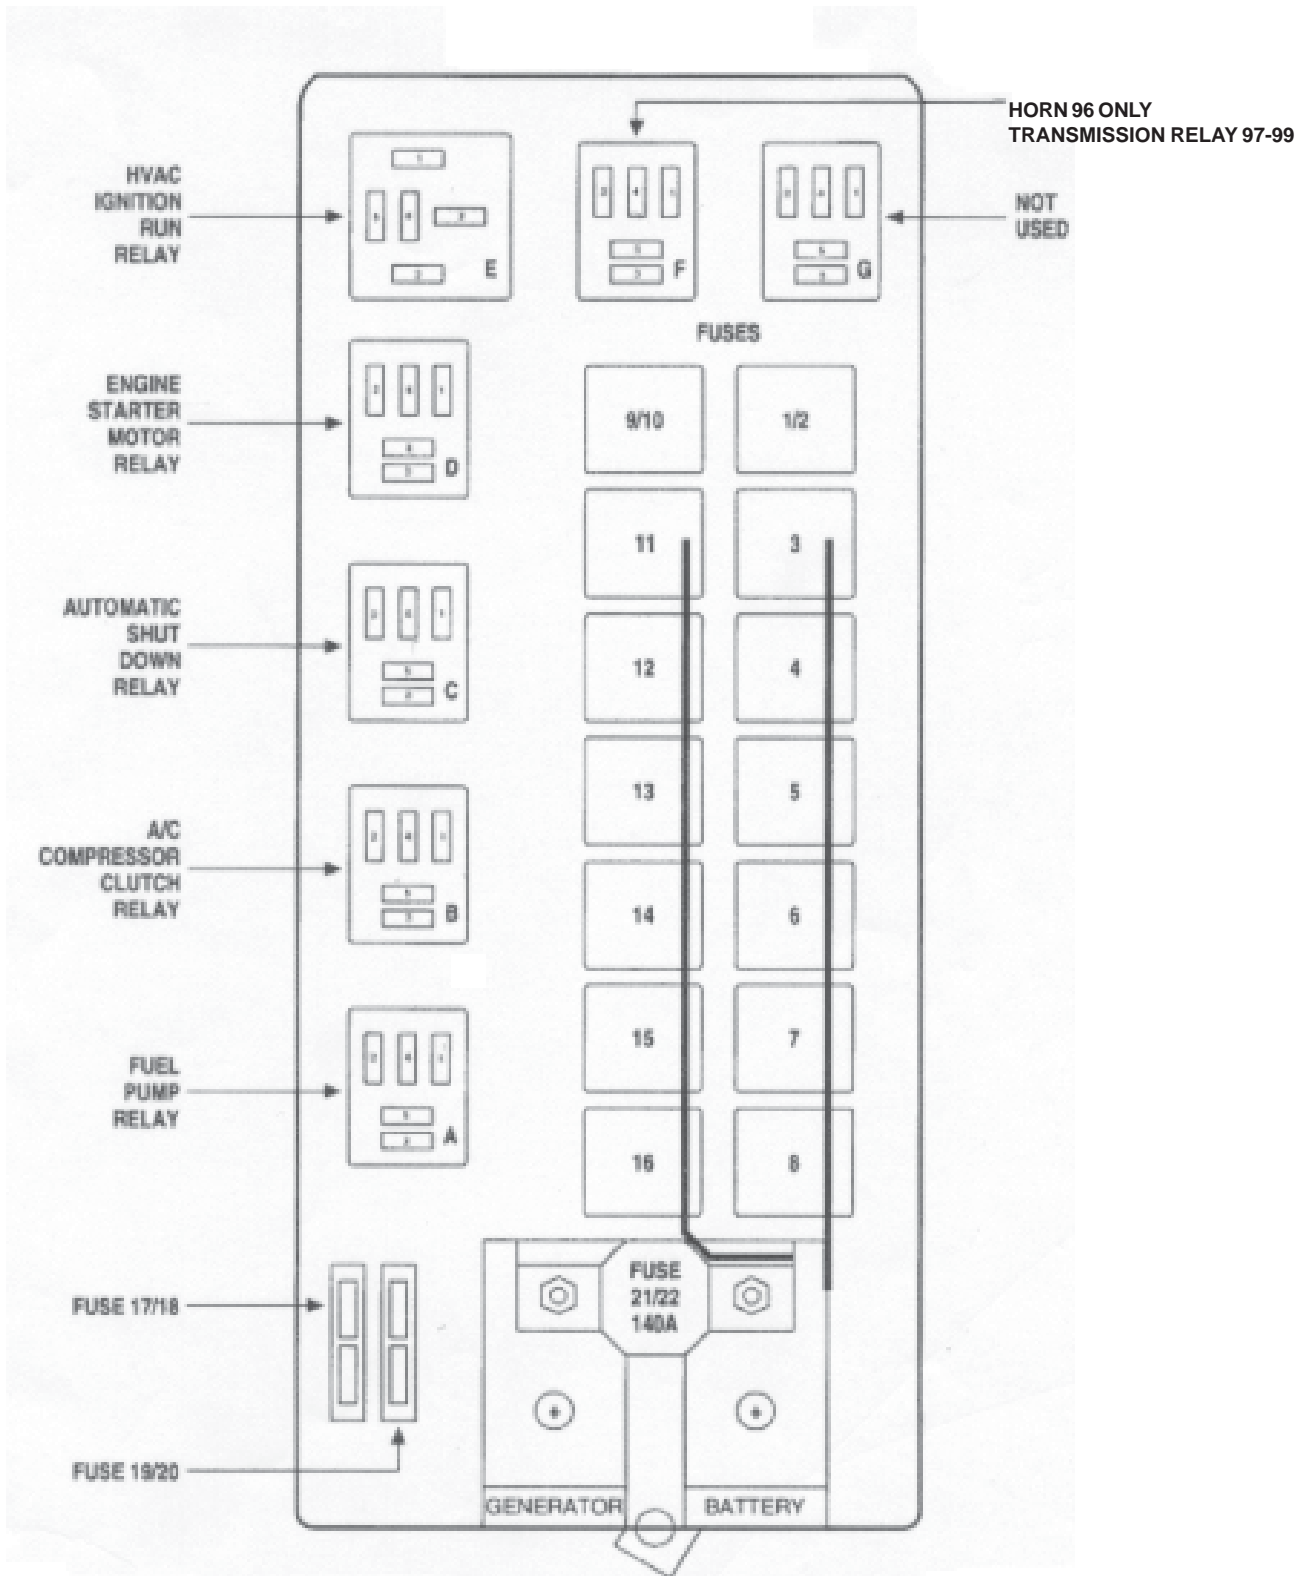 HORN 96 ONLY
TRANSMISSION RELAY 97-99
HVAC
IGNITION
RUN
RELAY
E
F
G
NOT
USED
FUSES
ENGINE
STARTER
MOTOR
RELAY
D
9/10
1/2
11
3
AUTOMATIC
SHUT
DOWN
RELAY
C
12
4
13
5
A/C
COMPRESSOR
CLUTCH
RELAY
B
14
6
FUEL
PUMP
RELAY
A
15
7
16
8
FUSE 17/18
FUSE
21/22
140A
FUSE 19/20
GENERATOR
BATTERY